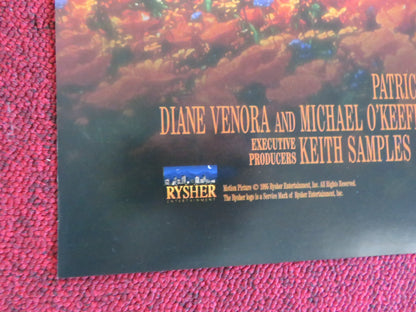 PATRIC
DIANE VENORA AND MICHAEL O'KEEF
EXECUTIVE
PRODUCERS KEITH SAMPLES
RYSHER
ENTERTAINMENT
Motion Picture © 1995 Rysher Entertainment, Inc. All Rights Reserved.
The Rysher logo is a Service Mark of Rysher Entertainment, Inc.